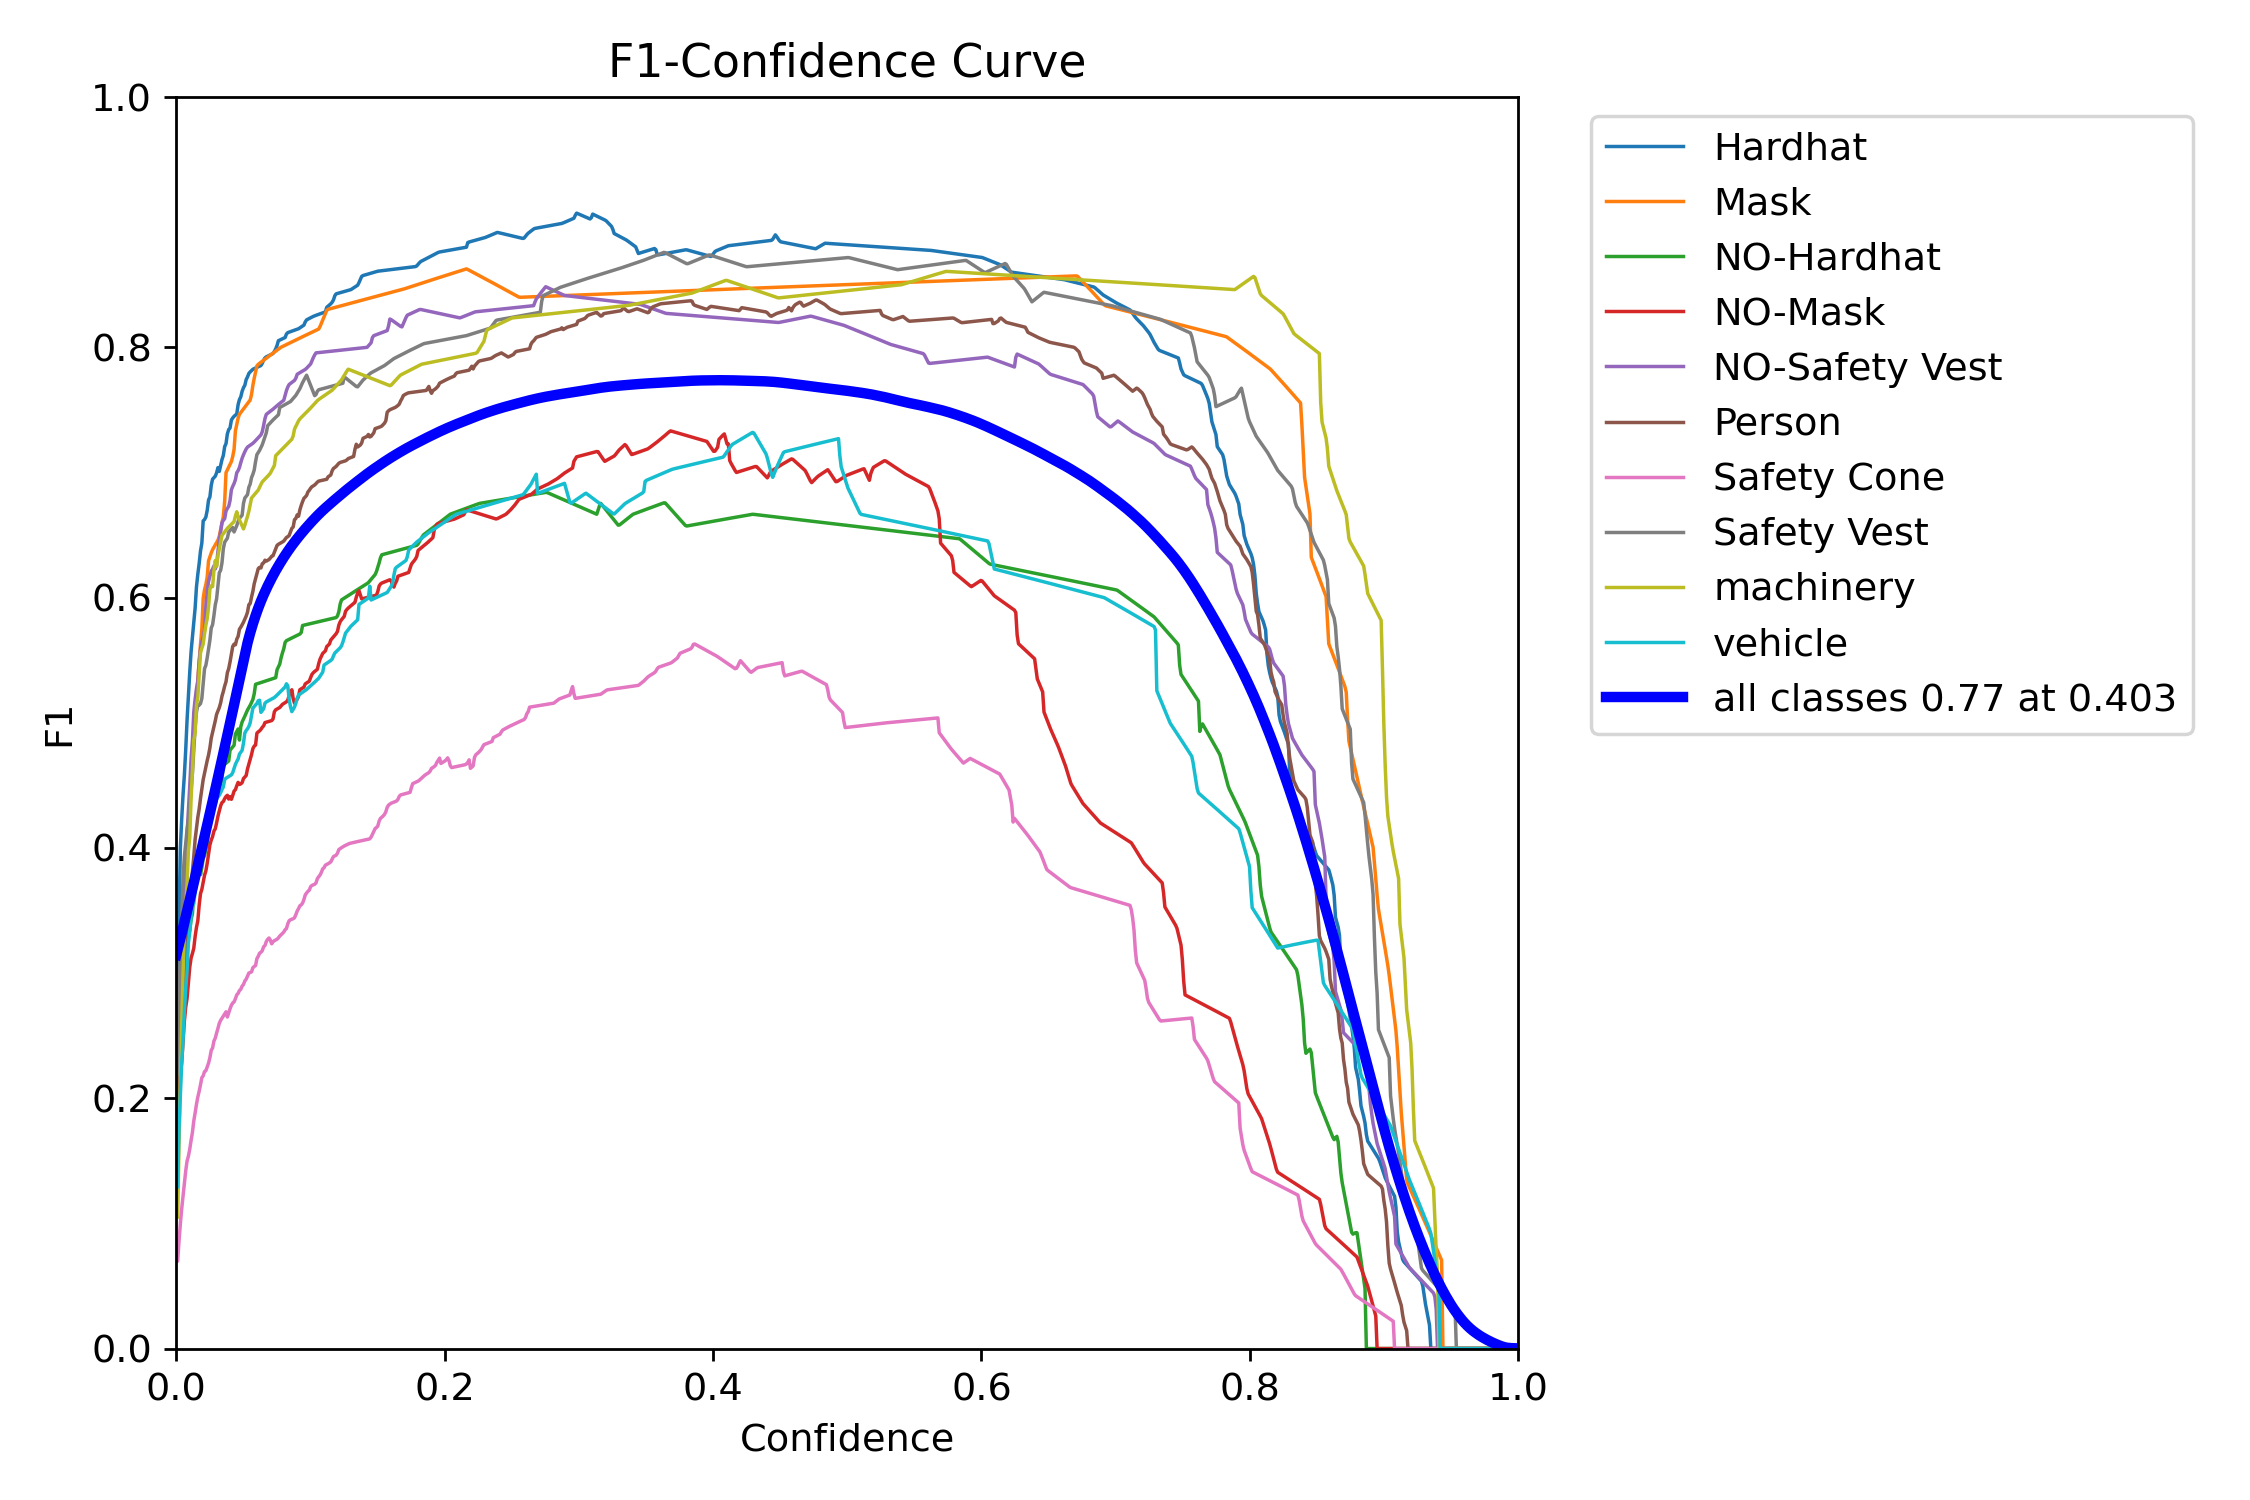 F1-Confidence Curve
1.0
0.8
0.6
0.4
0.2
0.0
F1
0.0 0.2 0.4 0.6 0.8 1.0
Confidence
Hardhat
Mask
NO-Hardhat
NO-Mask
NO-Safety Vest
Person
Safety Cone
Safety Vest
machinery
vehicle
all classes 0.77 at 0.403